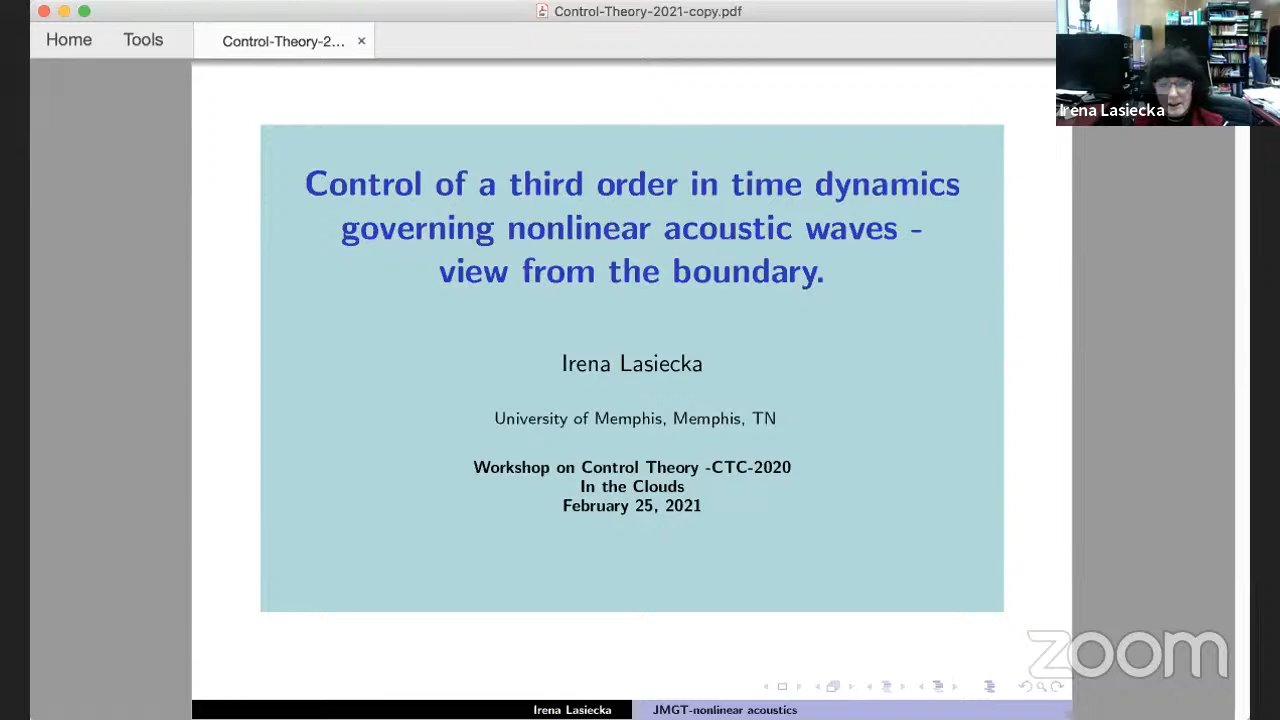 Control-Theory-2021-copy.pdf
Home Tools Control-Theory-2... ×
Irena Lasiecka
Control of a third order in time dynamics
governing nonlinear acoustic waves -
view from the boundary.
Irena Lasiecka
University of Memphis, Memphis, TN
Workshop on Control Theory -CTC-2020
In the Clouds
February 25, 2021
zoom
Irena Lasiecka JMGT-nonlinear acoustics